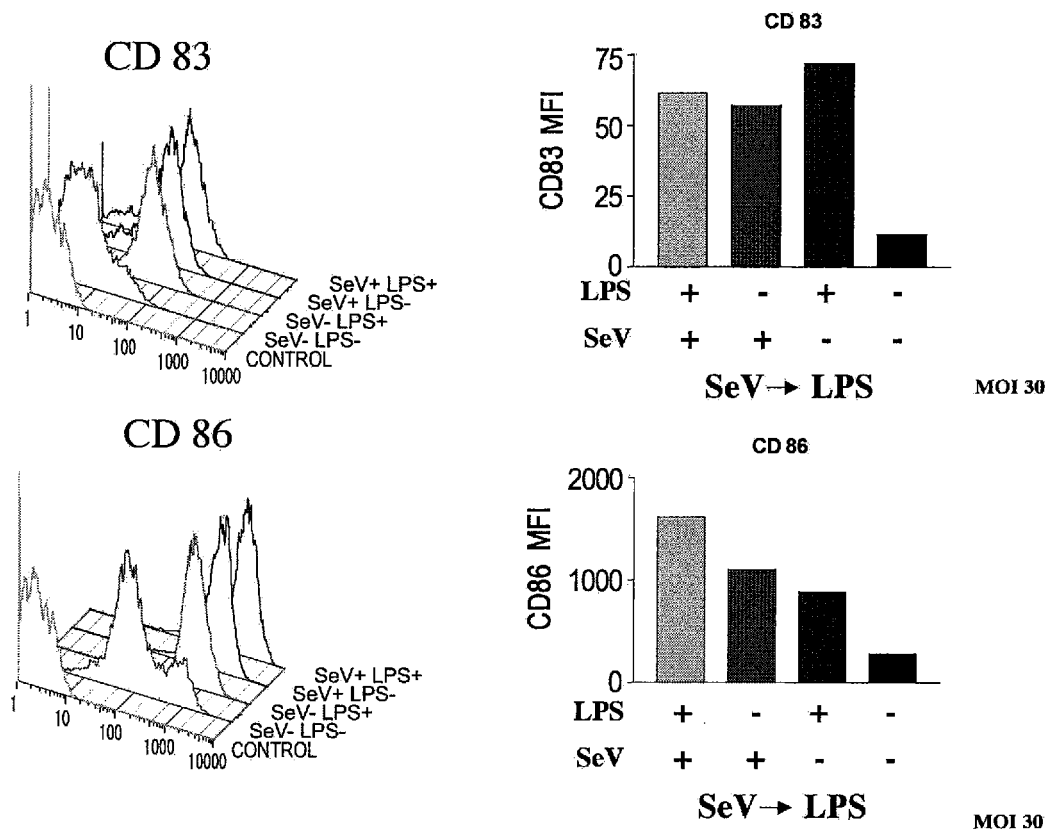 CD 83
SeV+ LPS+
SeV+ LPS-
SeV- LPS+
SeV- LPS-
CONTROL
1
10
100
1000
10000
CD 83
CD83 MFI
75
50
25
0
LPS + - + -
SeV + + - -
SeV→ LPS
MOI 30
CD 86
SeV+ LPS+
SeV+ LPS-
SeV- LPS+
SeV- LPS-
CONTROL
1
10
100
1000
10000
CD 86
CD86 MFI
2000
1000
0
LPS + - + -
SeV + + - -
SeV→ LPS
MOI 30